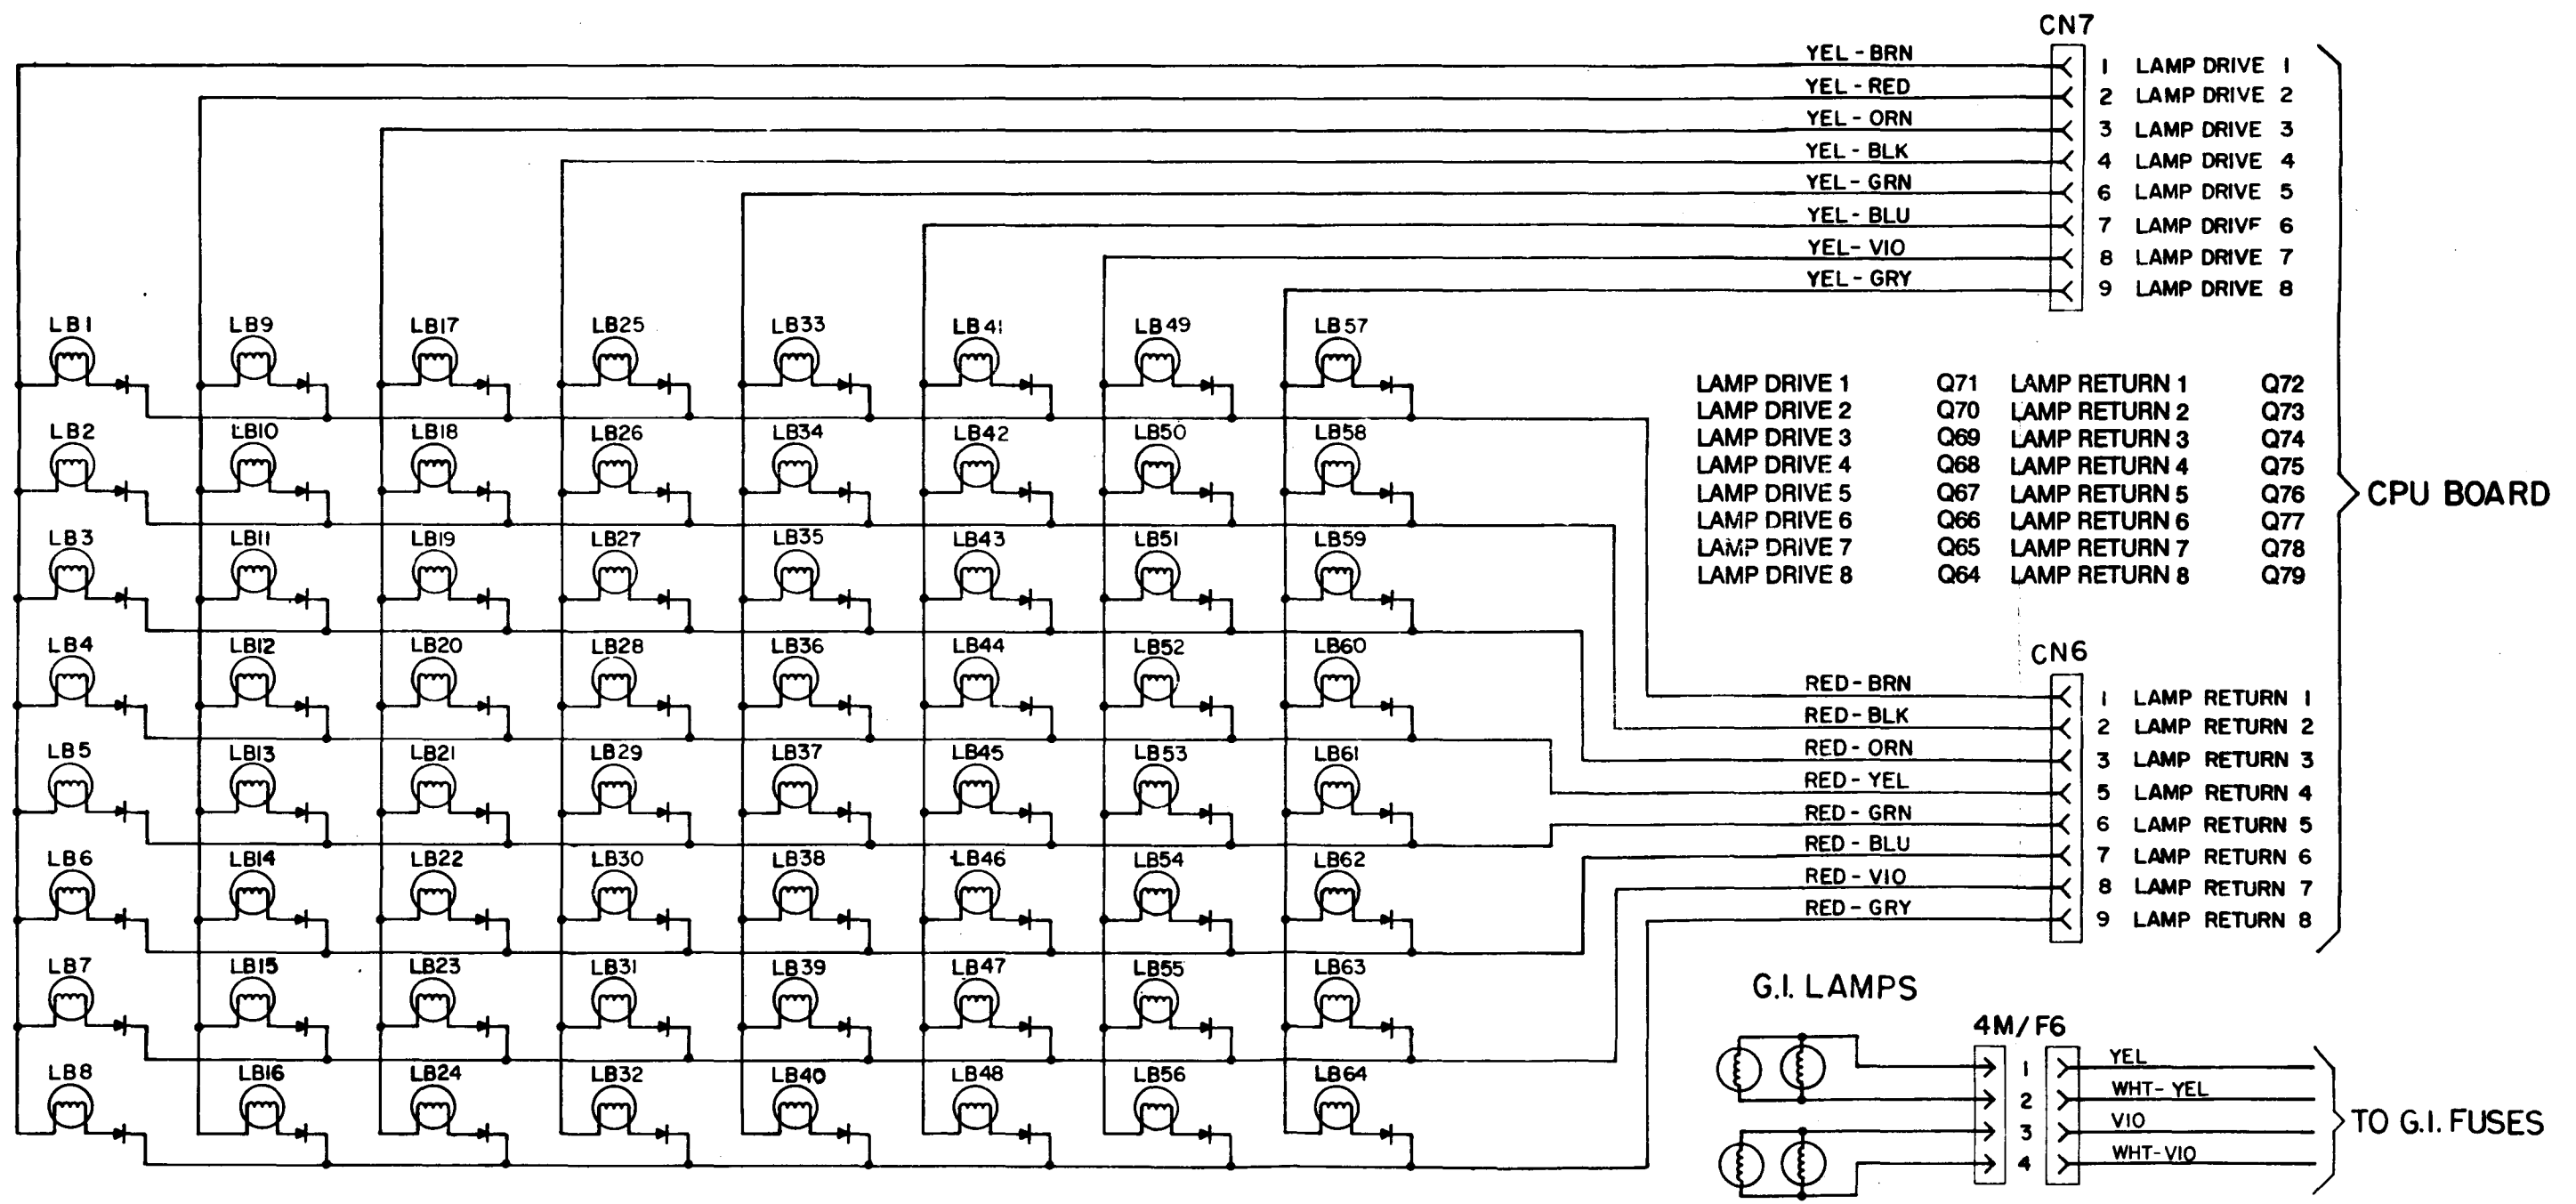 CN7
YEL - BRN 1 LAMP DRIVE 1
YEL - RED 2 LAMP DRIVE 2
YEL - ORN 3 LAMP DRIVE 3
YEL - BLK 4 LAMP DRIVE 4
YEL - GRN 6 LAMP DRIVE 5
YEL - BLU 7 LAMP DRIVF 6
YEL- VIO 8 LAMP DRIVE 7
YEL - GRY 9 LAMP DRIVE 8
LB1 LB9 LB17 LB25 LB33 LB41 LB49 LB57
LAMP DRIVE 1 Q71 LAMP RETURN 1 Q72
LAMP DRIVE 2 Q70 LAMP RETURN 2 Q73
LB2 LB10 LB18 LB26 LB34 LB42 LB50 LB58
LAMP DRIVE 3 Q69 LAMP RETURN 3 Q74
LAMP DRIVE 4 Q68 LAMP RETURN 4 Q75
LAMP DRIVE 5 Q67 LAMP RETURN 5 Q76
CPU BOARD
LAMP DRIVE 6 Q66 LAMP RETURN 6 Q77
LB3 LB11 LB19 LB27 LB35 LB43 LB51 LB59
LAMP DRIVE 7 Q65 LAMP RETURN 7 Q78
LAMP DRIVE 8 Q64 LAMP RETURN 8 Q79
LB4 LB12 LB20 LB28 LB36 LB44 LB52 LB60
CN6
RED - BRN 1 LAMP RETURN 1
RED - BLK 2 LAMP RETURN 2
RED - ORN 3 LAMP RETURN 3
LB5 LB13 LB21 LB29 LB37 LB45 LB53 LB61
RED - YEL 5 LAMP RETURN 4
RED - GRN 6 LAMP RETURN 5
RED - BLU 7 LAMP RETURN 6
LB6 LB14 LB22 LB30 LB38 LB46 LB54 LB62
RED - VIO 8 LAMP RETURN 7
RED - GRY 9 LAMP RETURN 8
LB7 LB15 LB23 LB31 LB39 LB47 LB55 LB63
G.I. LAMPS
4M/F6
LB8 LB16 LB24 LB32 LB40 LB48 LB56 LB64
1 YEL
2 WHT- YEL
3 VIO
TO G.I. FUSES
4 WHT-VIO